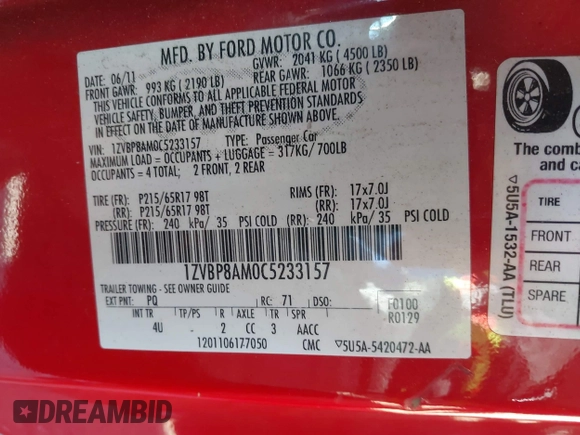 MFD. BY FORD MOTOR CO.
DATE: 06/11 GVWR: 2041 KG ( 4500 LB)
FRONT GAWR: 993 KG ( 2190 LB) REAR GAWR: 1066 KG ( 2350 LB)
THIS VEHICLE CONFORMS TO ALL APPLICABLE FEDERAL MOTOR
VEHICLE SAFETY, BUMPER, AND THEFT PREVENTION STANDARDS
IN EFFECT ON THE DATE OF MANUFACTURE SHOWN ABOVE.
VIN: 1ZVBP8AM0C5233157 TYPE: Passenger Car
MAXIMUM LOAD = OCCUPANTS + LUGGAGE = 317KG/ 700LB
OCCUPANTS = 4 TOTAL; 2 FRONT, 2 REAR
TIRE (FR): P215/65R17 98T RIMS (FR): 17x7.0J
(RR): P215/65R17 98T (RR): 17x7.0J
PRESSURE (FR): 240 kPa/ 35 PSI COLD (RR): 240 kPa/ 35 PSI COLD
1ZVBP8AM0C5233157
TRAILER TOWING - SEE OWNER GUIDE
EXT PNT: PQ RC: 71 DSO: F0100
R0129
INT TR TP/PS R AXLE TR SPR
4U - 2 CC 3 AACC
1201106177050 CMC ▽5U5A-5420472-AA
The comb
and ca
TIRE
FRONT
REAR
SPARE
▽5U5A-1532-AA (TLU)
DREAMBID